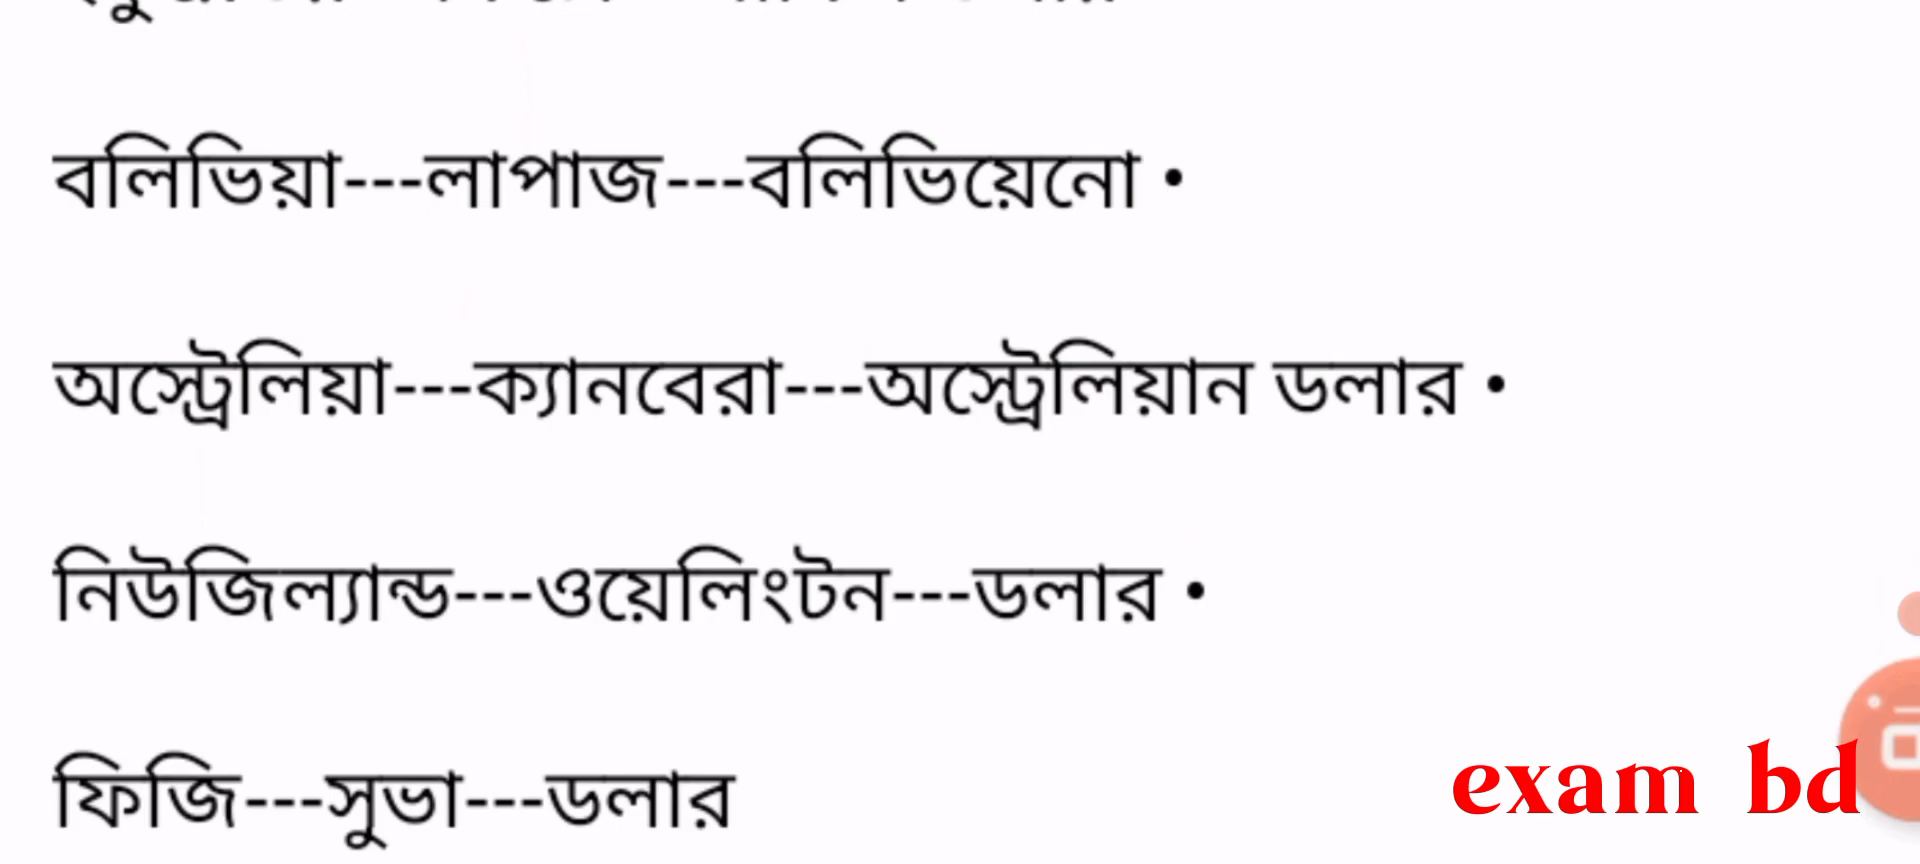 বলিভিয়া---লাপাজ---বলিভিয়েনো •
অস্ট্রেলিয়া---ক্যানবেরা---অস্ট্রেলিয়ান ডলার •
নিউজিল্যান্ড---ওয়েলিংটন---ডলার •
ফিজি---সুভা---ডলার
exam bd